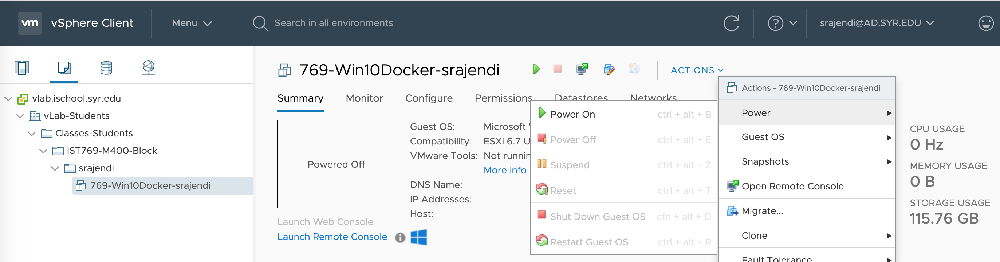 vm vSphere Client Menu Search in all environments ? srajendi@AD.SYR.EDU
769-Win10Docker-srajendi ACTIONS
vlab.ischool.syr.edu
vLab-Students
Classes-Students
IST769-M400-Block
srajendi
769-Win10Docker-srajendi
Summary Monitor Configure Permissions Datastores Networks
Powered Off
Launch Web Console
Launch Remote Console
Guest OS: Microsoft
Compatibility: ESXi 6.7 U
VMware Tools: Not runnin
More info
DNS Name:
IP Addresses:
Host:
Power On ctrl + alt + B
Power Off ctrl + alt + E
Suspend ctrl + alt + Z
Reset ctrl + alt + T
Shut Down Guest OS ctrl + alt + D
Restart Guest OS ctrl + alt + R
Actions - 769-Win10Docker-srajendi
Power
Guest OS
Snapshots
Open Remote Console
Migrate...
Clone
Fault Tolerance
CPU USAGE
0 Hz
MEMORY USAGE
0 B
STORAGE USAGE
115.76 GB